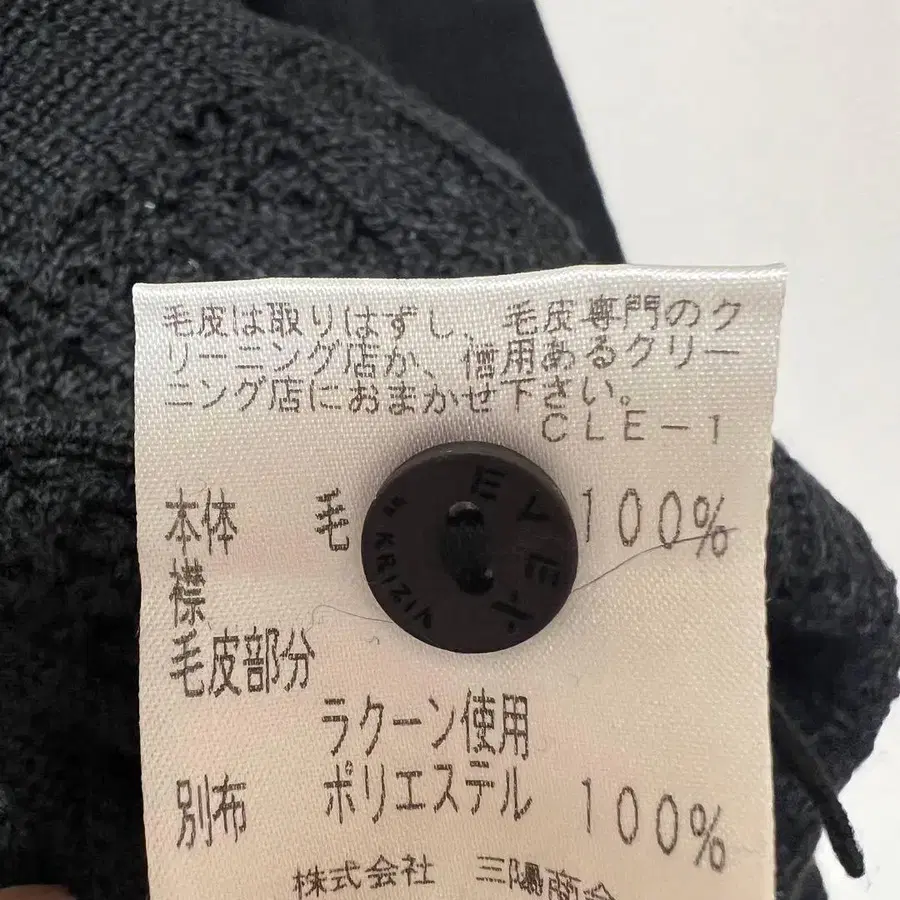 毛皮は取りはずし、毛皮専門のク
リーニング店か、信用あるクリー
ニング店におまかせ下さい。
CLE-1
本体 毛 100%
襟
毛皮部分
ラクーン使用
別布 ポリエステル 100%
株式会社 三陽商会
EVEX
by KRIZIA